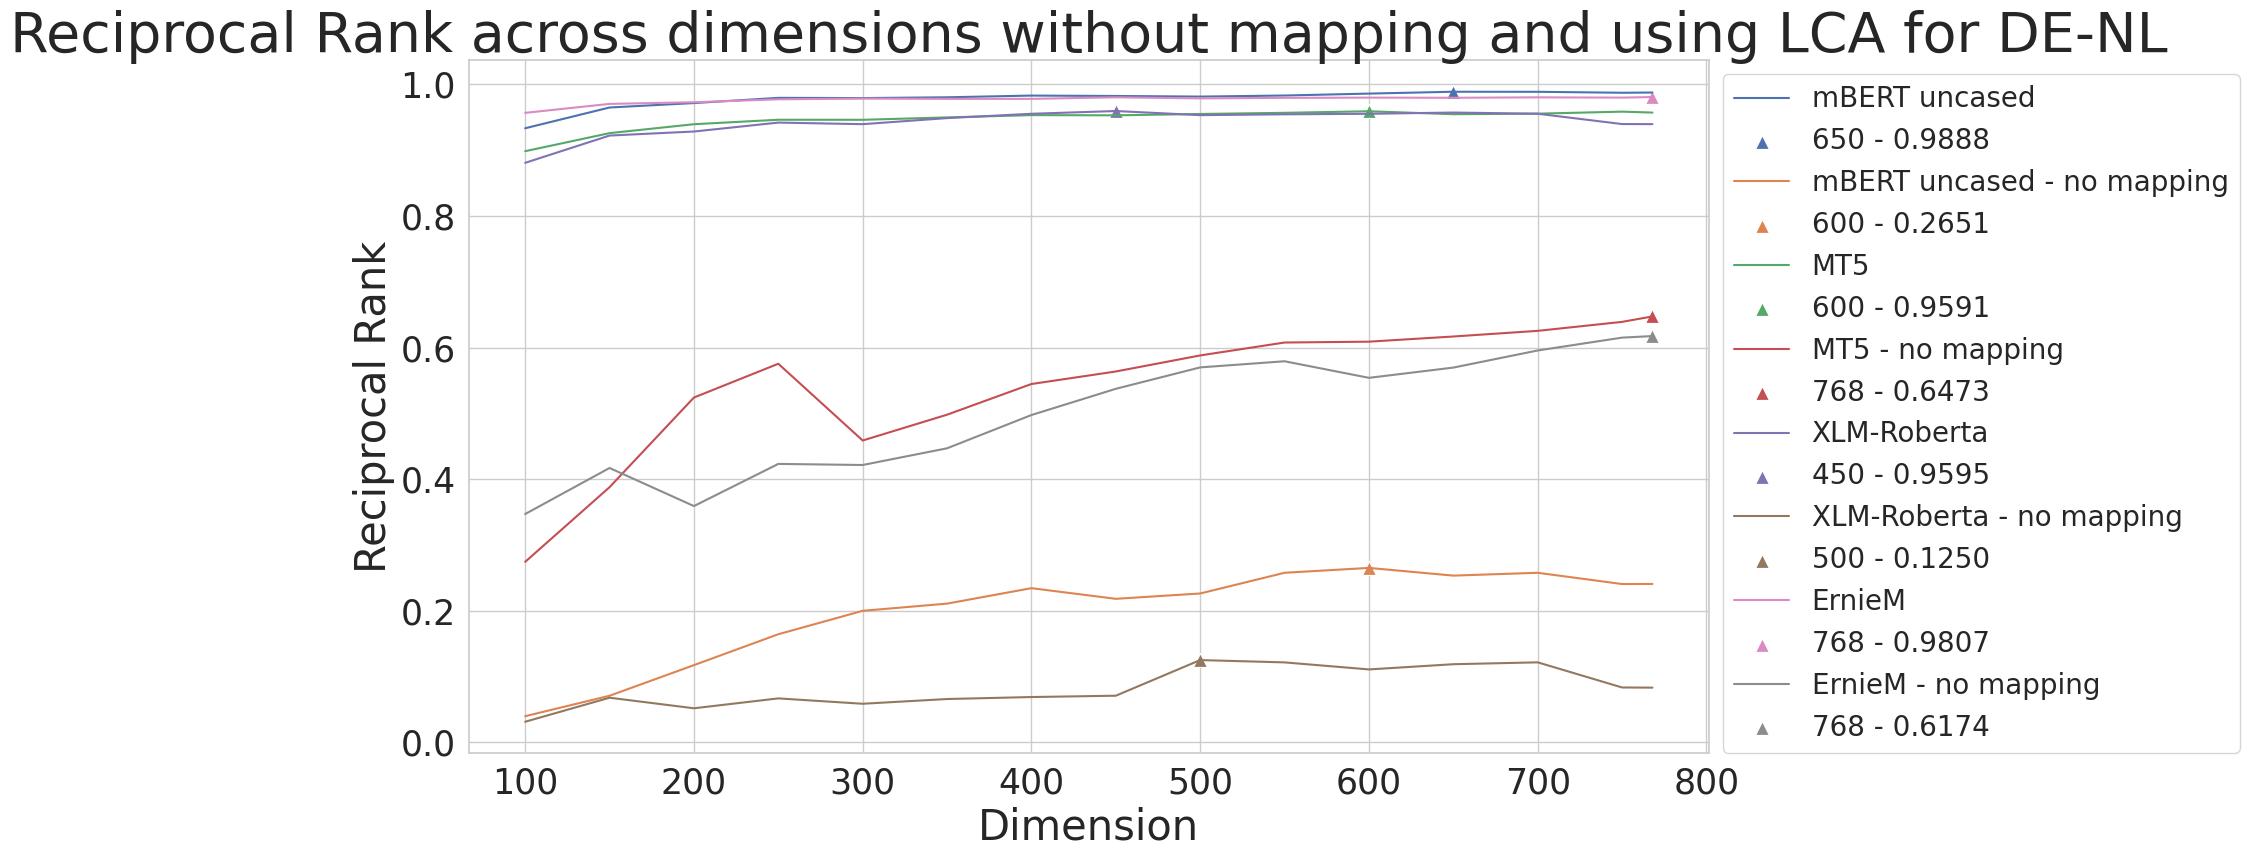 Reciprocal Rank across dimensions without mapping and using LCA for DE-NL
Reciprocal Rank
1.0
0.8
0.6
0.4
0.2
0.0
100 200 300 400 500 600 700 800
Dimension
mBERT uncased
650 - 0.9888
mBERT uncased - no mapping
600 - 0.2651
MT5
600 - 0.9591
MT5 - no mapping
768 - 0.6473
XLM-Roberta
450 - 0.9595
XLM-Roberta - no mapping
500 - 0.1250
ErnieM
768 - 0.9807
ErnieM - no mapping
768 - 0.6174